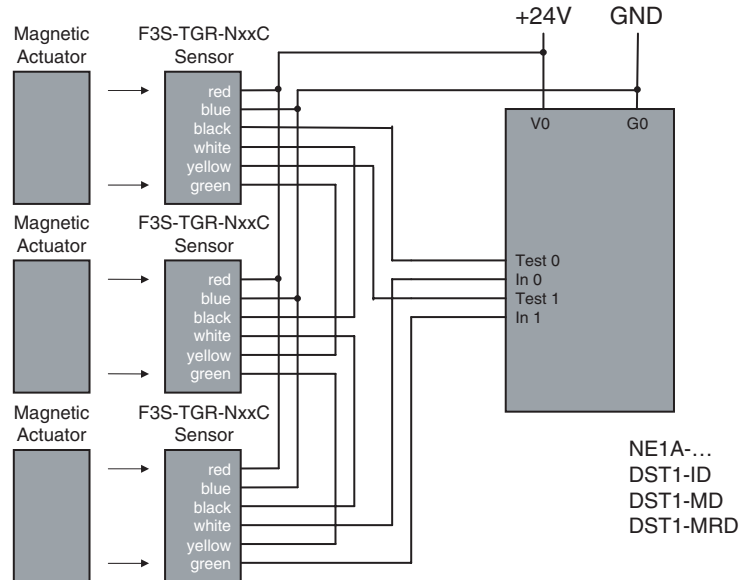 +24V GND
Magnetic
Actuator
F3S-TGR-NxxC
Sensor
red
blue
black
white
yellow
green
V0 G0
Test 0
In 0
Test 1
In 1
Magnetic
Actuator
F3S-TGR-NxxC
Sensor
red
blue
black
white
yellow
green
Magnetic
Actuator
F3S-TGR-NxxC
Sensor
red
blue
black
white
yellow
green
NE1A-…
DST1-ID
DST1-MD
DST1-MRD